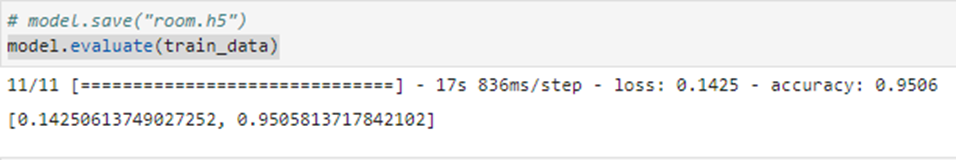 # model.save("room.h5")
model.evaluate(train_data)
11/11 [==============================] - 17s 836ms/step - loss: 0.1425 - accuracy: 0.9506
[0.14250613749027252, 0.9505813717842102]